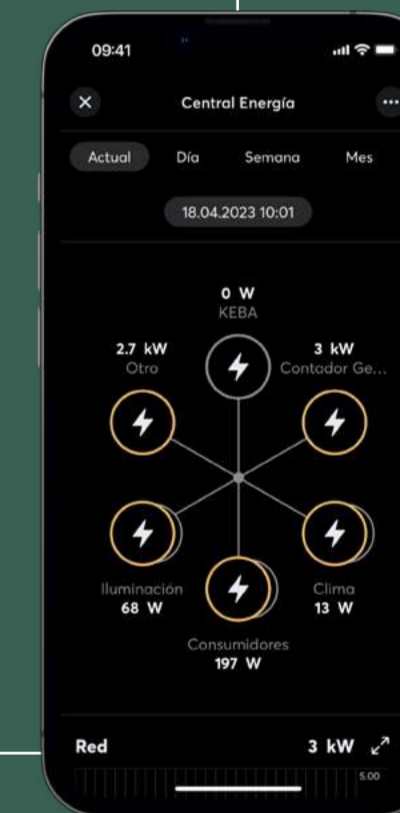 09:41
Central Energía
Actual Día Semana Mes
18.04.2023 10:01
0 W
KEBA
2.7 kW
Otro
3 kW
Contador Ge...
Iluminación
68 W
Clima
13 W
Consumidores
197 W
Red 3 kW
5.00